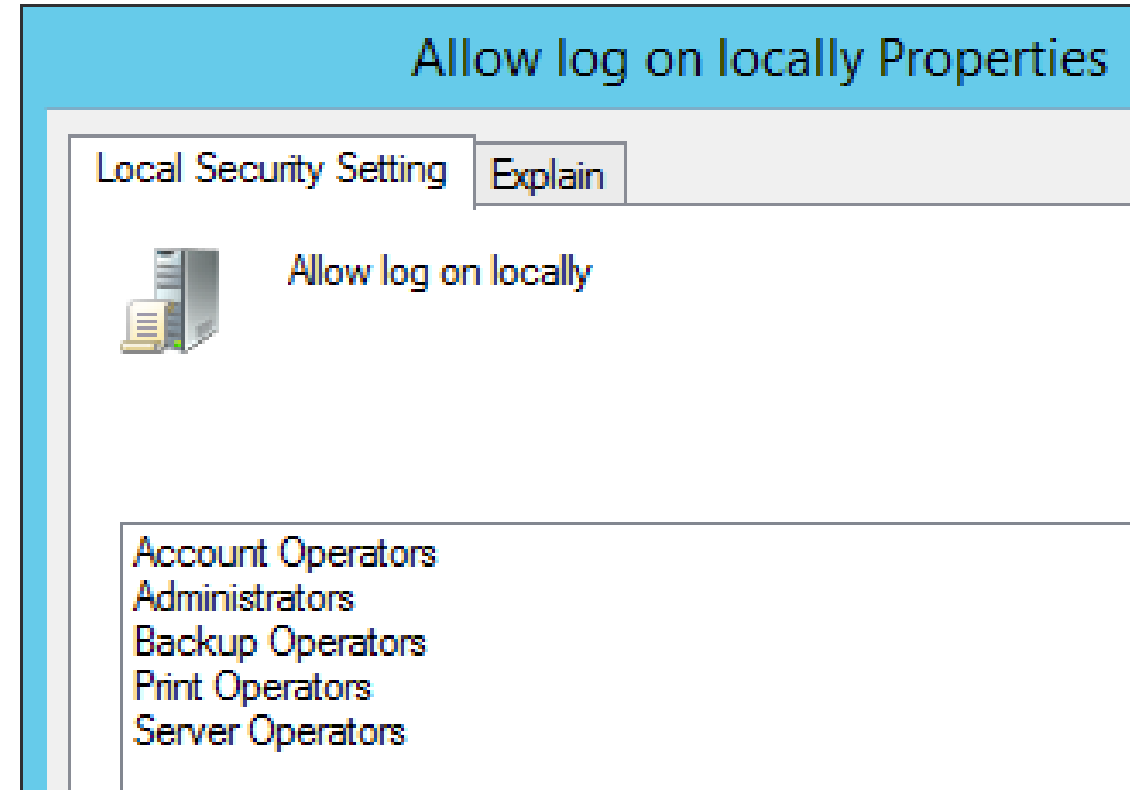 Allow log on locally Properties
Local Security Setting
Explain
Allow log on locally
Account Operators
Administrators
Backup Operators
Print Operators
Server Operators